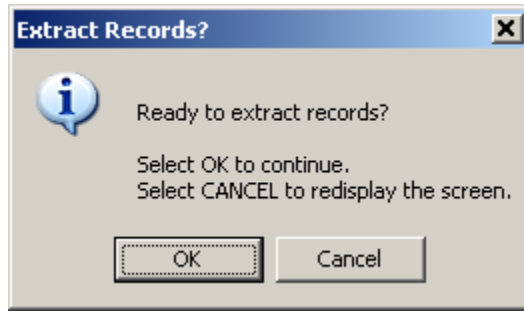 Extract Records?
Ready to extract records?
Select OK to continue.
Select CANCEL to redisplay the screen.
OK
Cancel